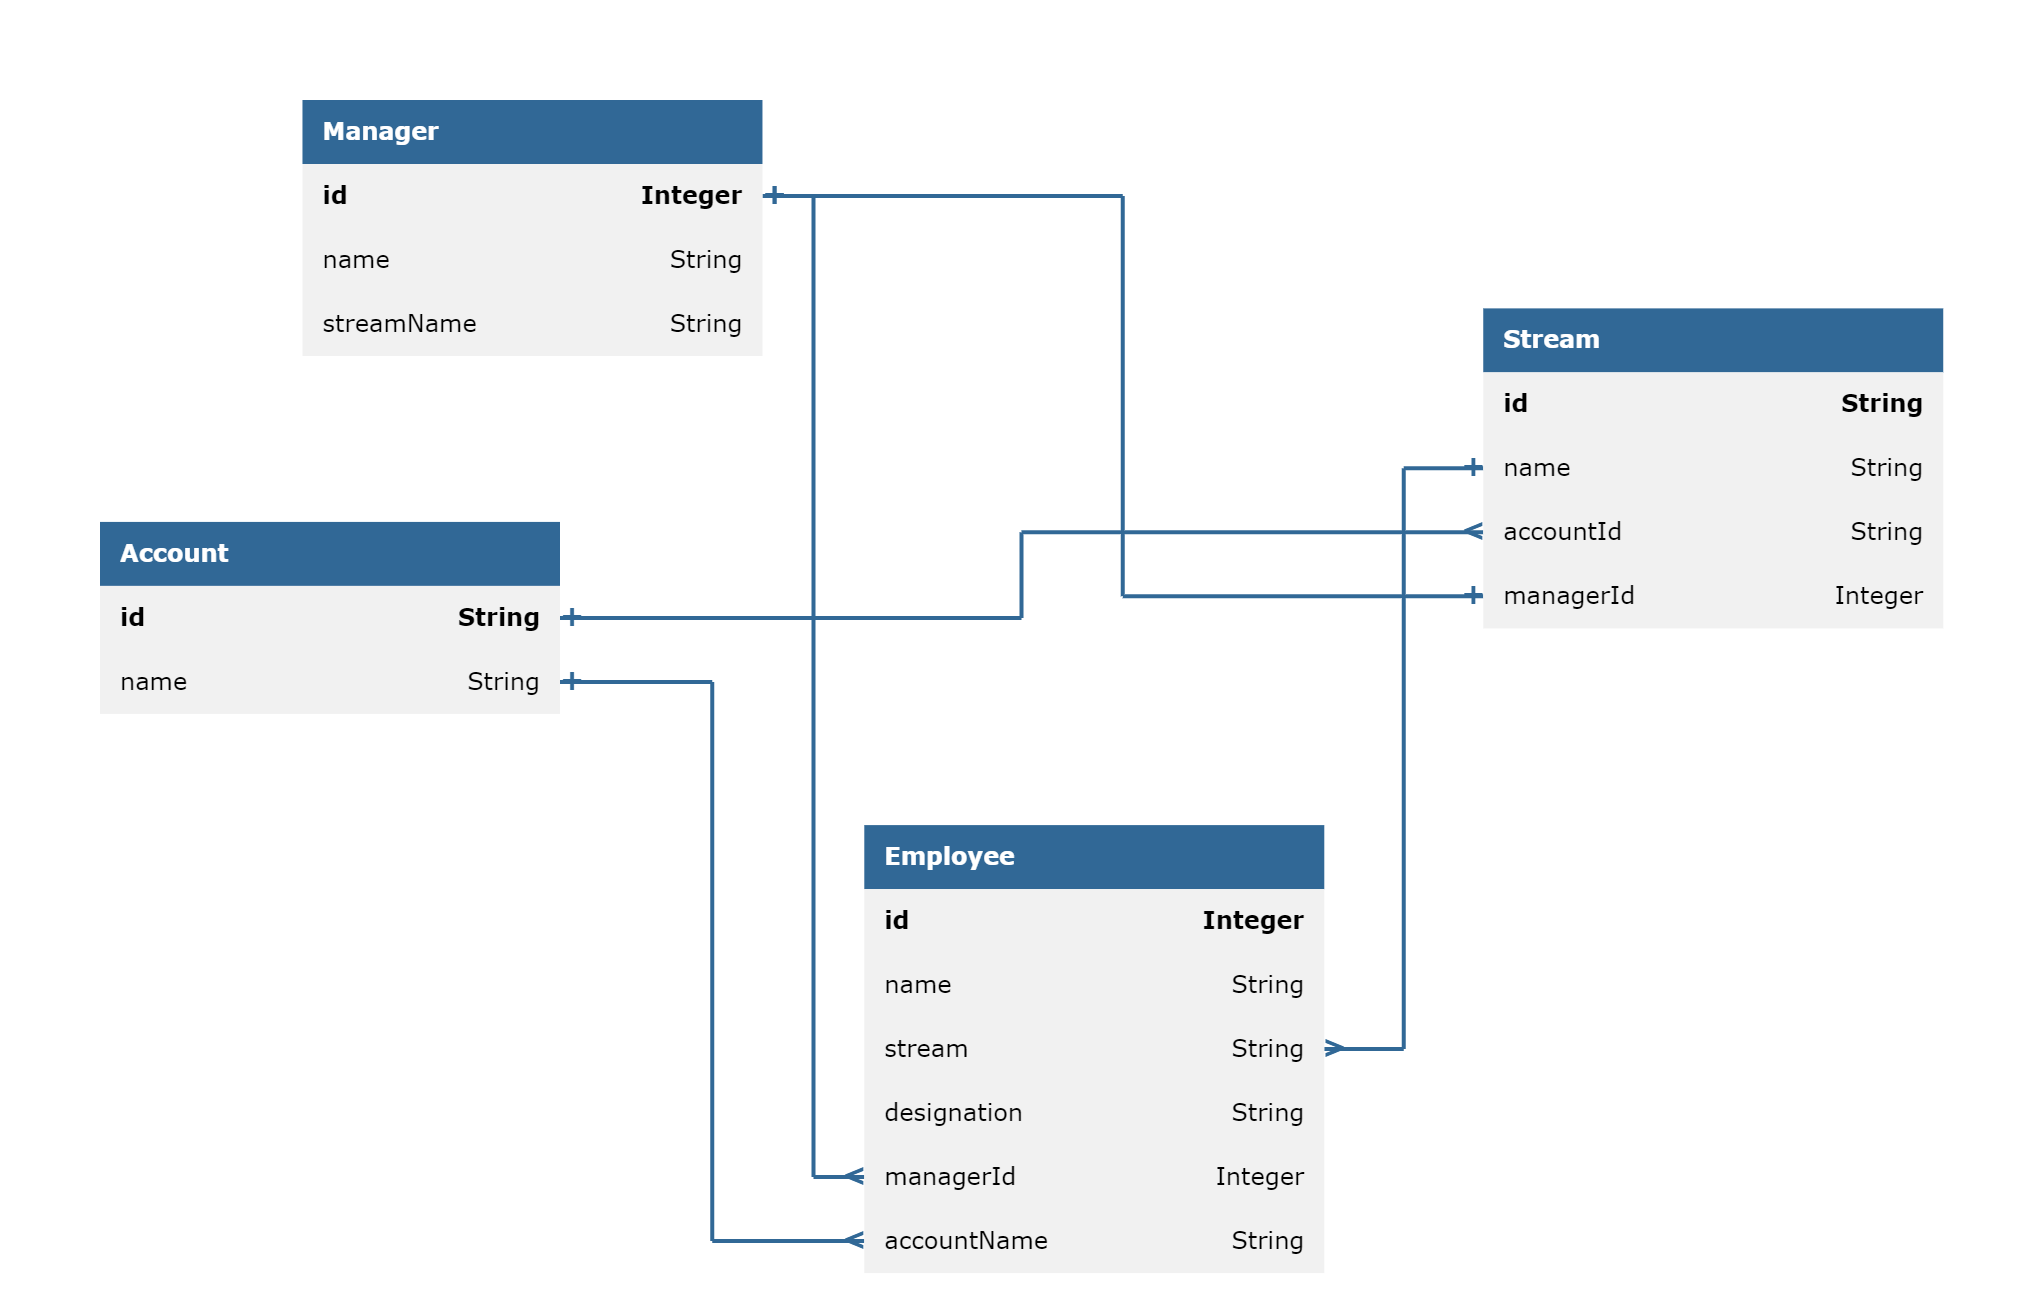 Manager
id Integer
name String
streamName String
Stream
id String
name String
accountId String
managerId Integer
Account
id String
name String
Employee
id Integer
name String
stream String
designation String
managerId Integer
accountName String